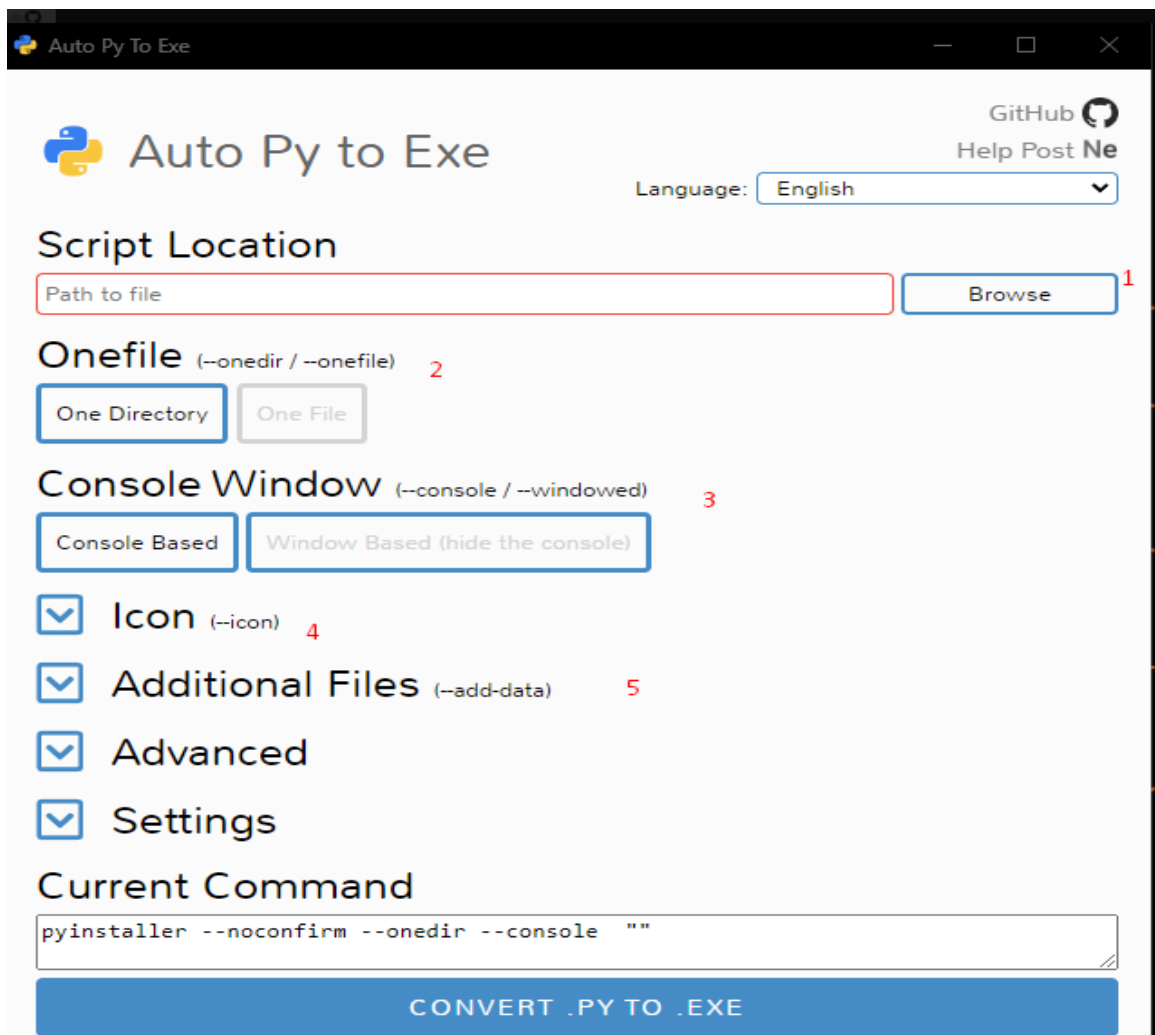 Auto Py To Exe
GitHub
Auto Py to Exe
Help Post Ne
Language: English
Script Location
Path to file Browse 1
Onefile (--onedir / --onefile) 2
One Directory One File
Console Window (--console / --windowed) 3
Console Based Window Based (hide the console)
Icon (--icon) 4
Additional Files (--add-data) 5
Advanced
Settings
Current Command
pyinstaller --noconfirm --onedir --console ""
CONVERT .PY TO .EXE